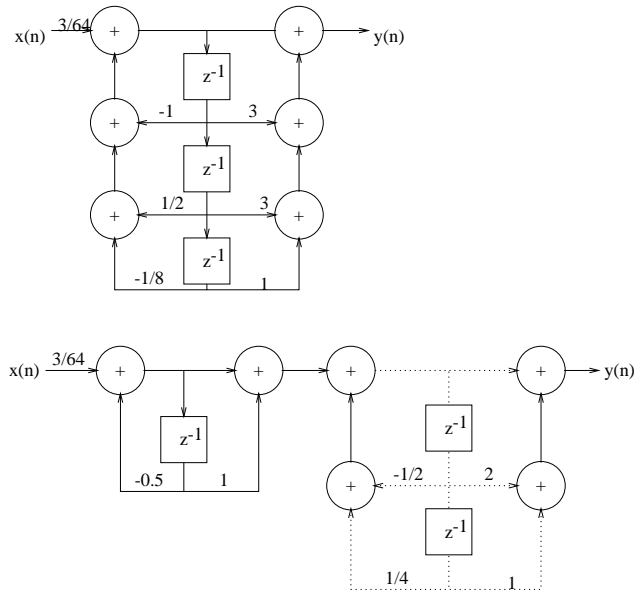 x(n) 3/64 + + y(n)
z-1
+ -1 3 +
z-1
+ 1/2 3 +
z-1
-1/8 1
x(n) 3/64 + + + + y(n)
z-1
z-1
-0.5 1
+ -1/2 2 +
z-1
1/4 1